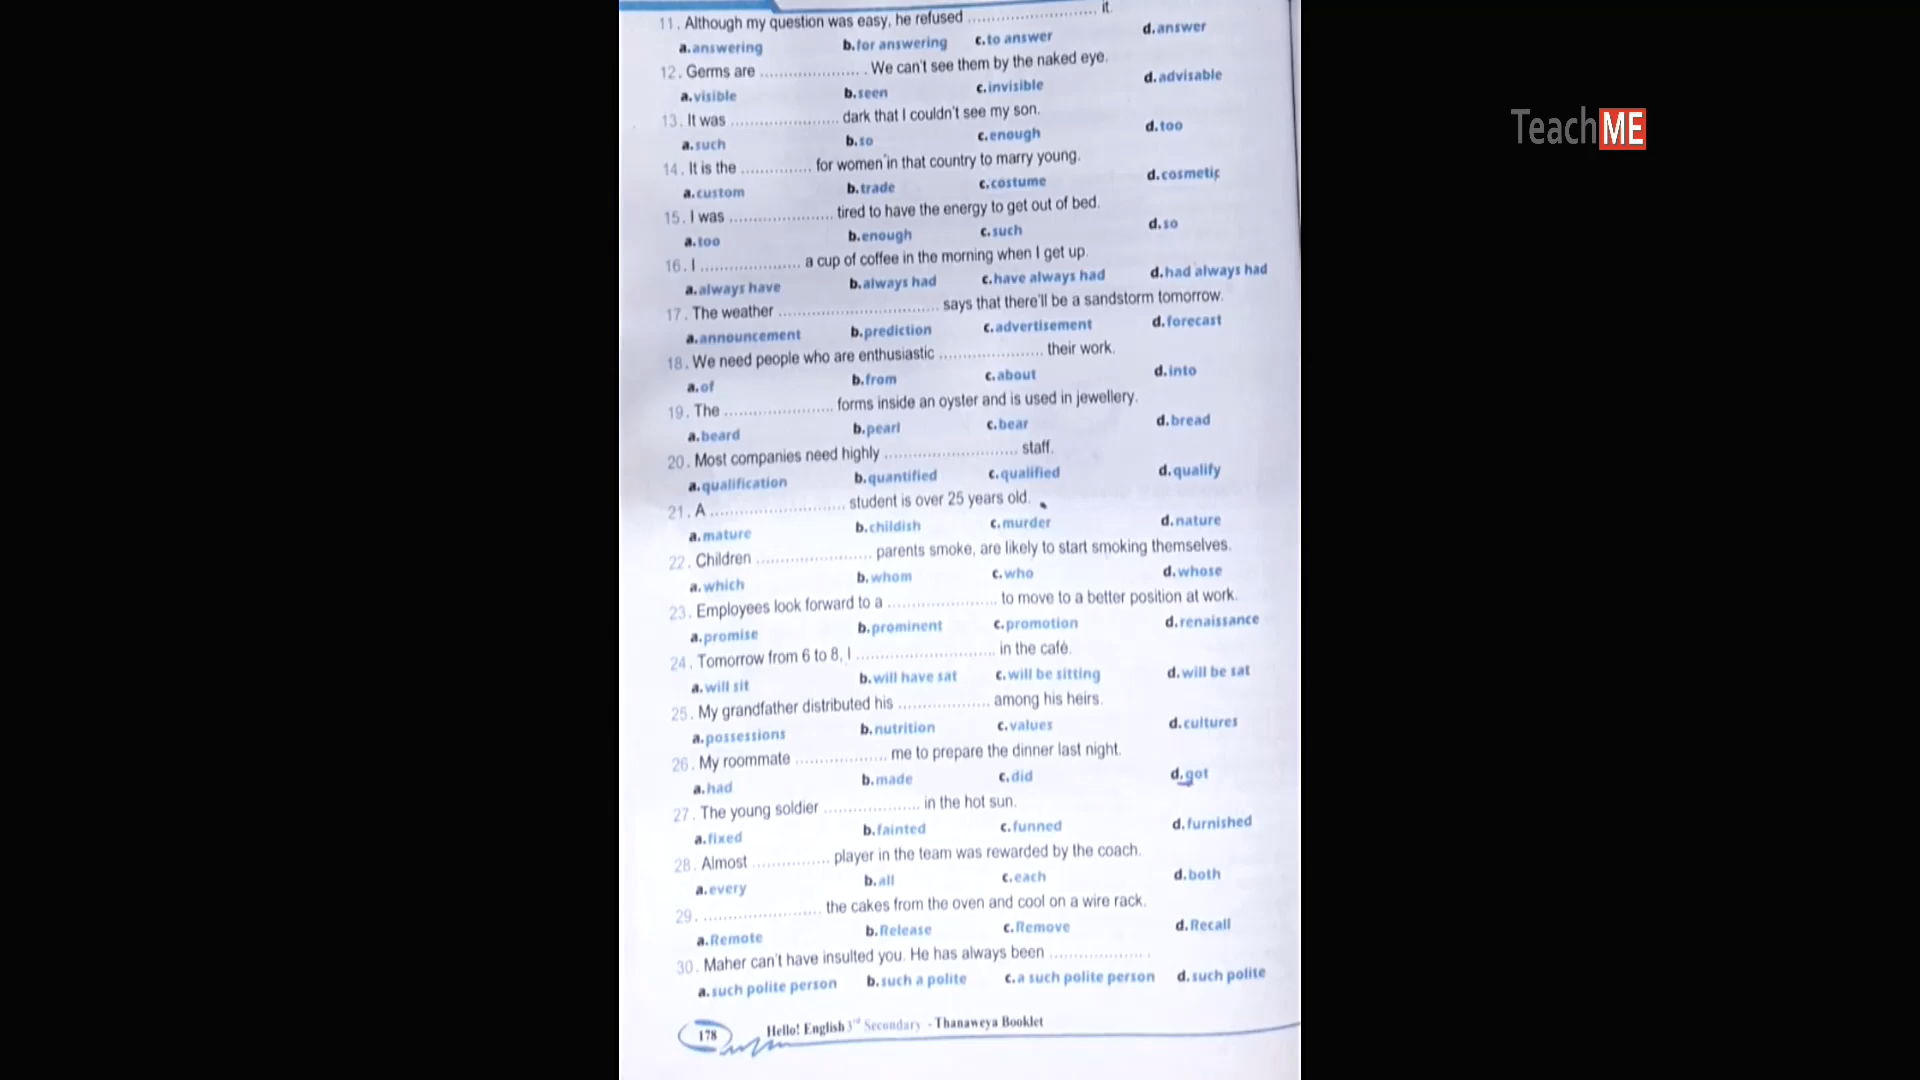 TeachME
11. Although my question was easy, he refused ........................... it.
a. answering b. for answering c. to answer d. answer
12. Germs are ..................... . We can't see them by the naked eye.
a. visible b. seen c. invisible d. advisable
13. It was ....................... dark that I couldn't see my son.
a. such b. so c. enough d. too
14. It is the ............... for women in that country to marry young.
a. custom b. trade c. costume d. cosmetic
15. I was ...................... tired to have the energy to get out of bed.
a. too b. enough c. such d. so
16. I ..................... a cup of coffee in the morning when I get up.
a. always have b. always had c. have always had d. had always had
17. The weather .................................. says that there'll be a sandstorm tomorrow.
a. announcement b. prediction c. advertisement d. forecast
18. We need people who are enthusiastic ...................... their work.
a. of b. from c. about d. into
19. The ....................... forms inside an oyster and is used in jewellery.
a. beard b. pearl c. bear d. bread
20. Most companies need highly ............................ staff.
a. qualification b. quantified c. qualified d. qualify
21. A ............................. student is over 25 years old.
a. mature b. childish c. murder d. nature
22. Children ......................... parents smoke, are likely to start smoking themselves.
a. which b. whom c. who d. whose
23. Employees look forward to a ....................... to move to a better position at work.
a. promise b. prominent c. promotion d. renaissance
24. Tomorrow from 6 to 8, I ............................. in the café.
a. will sit b. will have sat c. will be sitting d. will be sat
25. My grandfather distributed his ................... among his heirs.
a. possessions b. nutrition c. values d. cultures
26. My roommate ................... me to prepare the dinner last night.
a. had b. made c. did d. got
27. The young soldier .................... in the hot sun.
a. fixed b. fainted c. funned d. furnished
28. Almost ................ player in the team was rewarded by the coach.
a. every b. all c. each d. both
29. ......................... the cakes from the oven and cool on a wire rack.
a. Remote b. Release c. Remove d. Recall
30. Maher can't have insulted you. He has always been .................... .
a. such polite person b. such a polite c. a such polite person d. such polite
178 Hello! English 3rd Secondary - Thanaweya Booklet